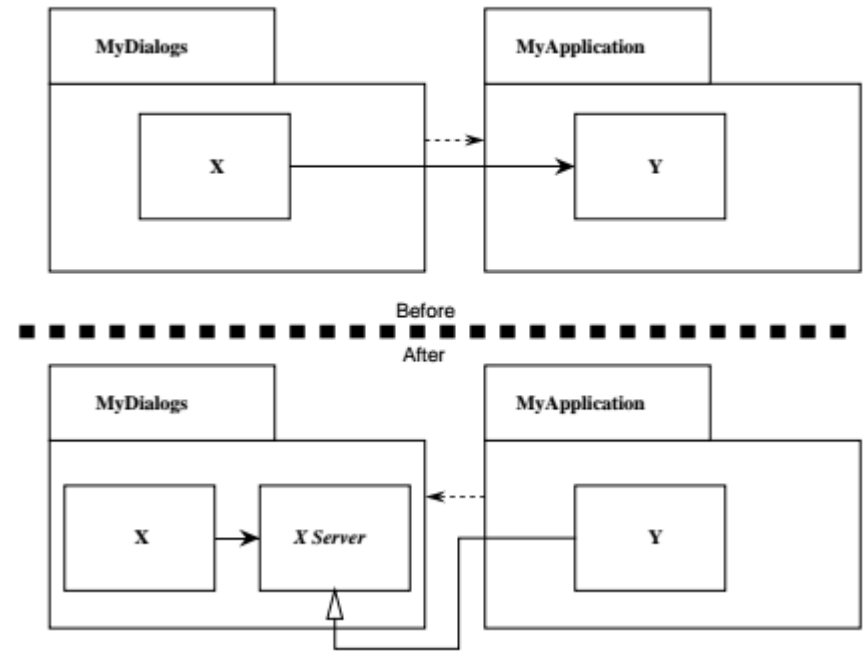 MyDialogs
MyApplication
X
Y
Before
After
MyDialogs
MyApplication
X
X Server
Y